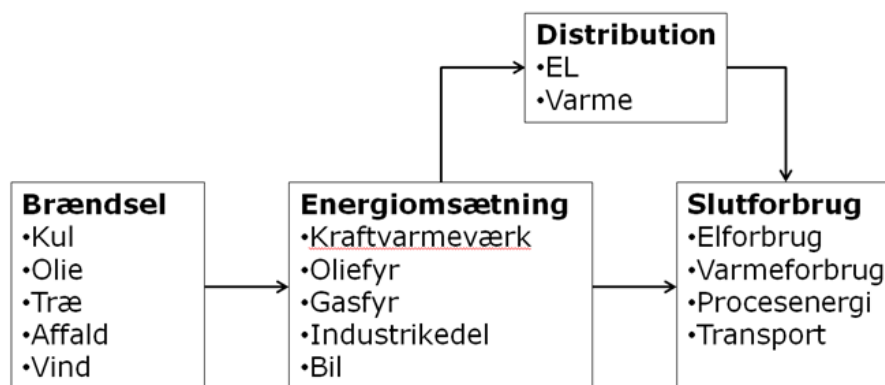 Distribution
•EL
•Varme
Brændsel
•Kul
•Olie
•Træ
•Affald
•Vind
Energiomsætning
•Kraftvarmeværk
•Oliefyr
•Gasfyr
•Industrikedel
•Bil
Slutforbrug
•Elforbrug
•Varmeforbrug
•Procesenergi
•Transport